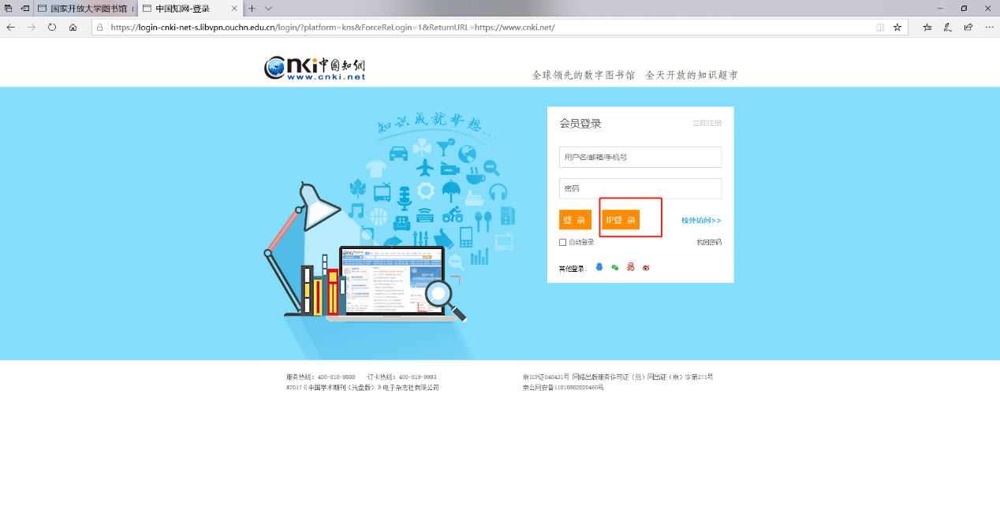 国家开放大学图书馆
中国知网-登录
https://login-cnki-net-s.libvpn.ouchn.edu.cn/login/?platform=kns&ForceReLogin=1&ReturnURL=https://www.cnki.net/
cnki中國知網
www.cnki.net
全球领先的数字图书馆 全天开放的知识超市
知识成就梦想...
会员登录
立即注册
用户名/邮箱/手机号
密码
登 录
IP登 录
校外访问>>
自动登录
找回密码
其他登录:
服务热线: 400-810-9888 订卡热线: 400-819-9993
京ICP证040431号 网络出版服务许可证（总）网出证（京）字第271号
©2017《中国学术期刊（光盘版）》电子杂志社有限公司
京公网安备11010802020460号